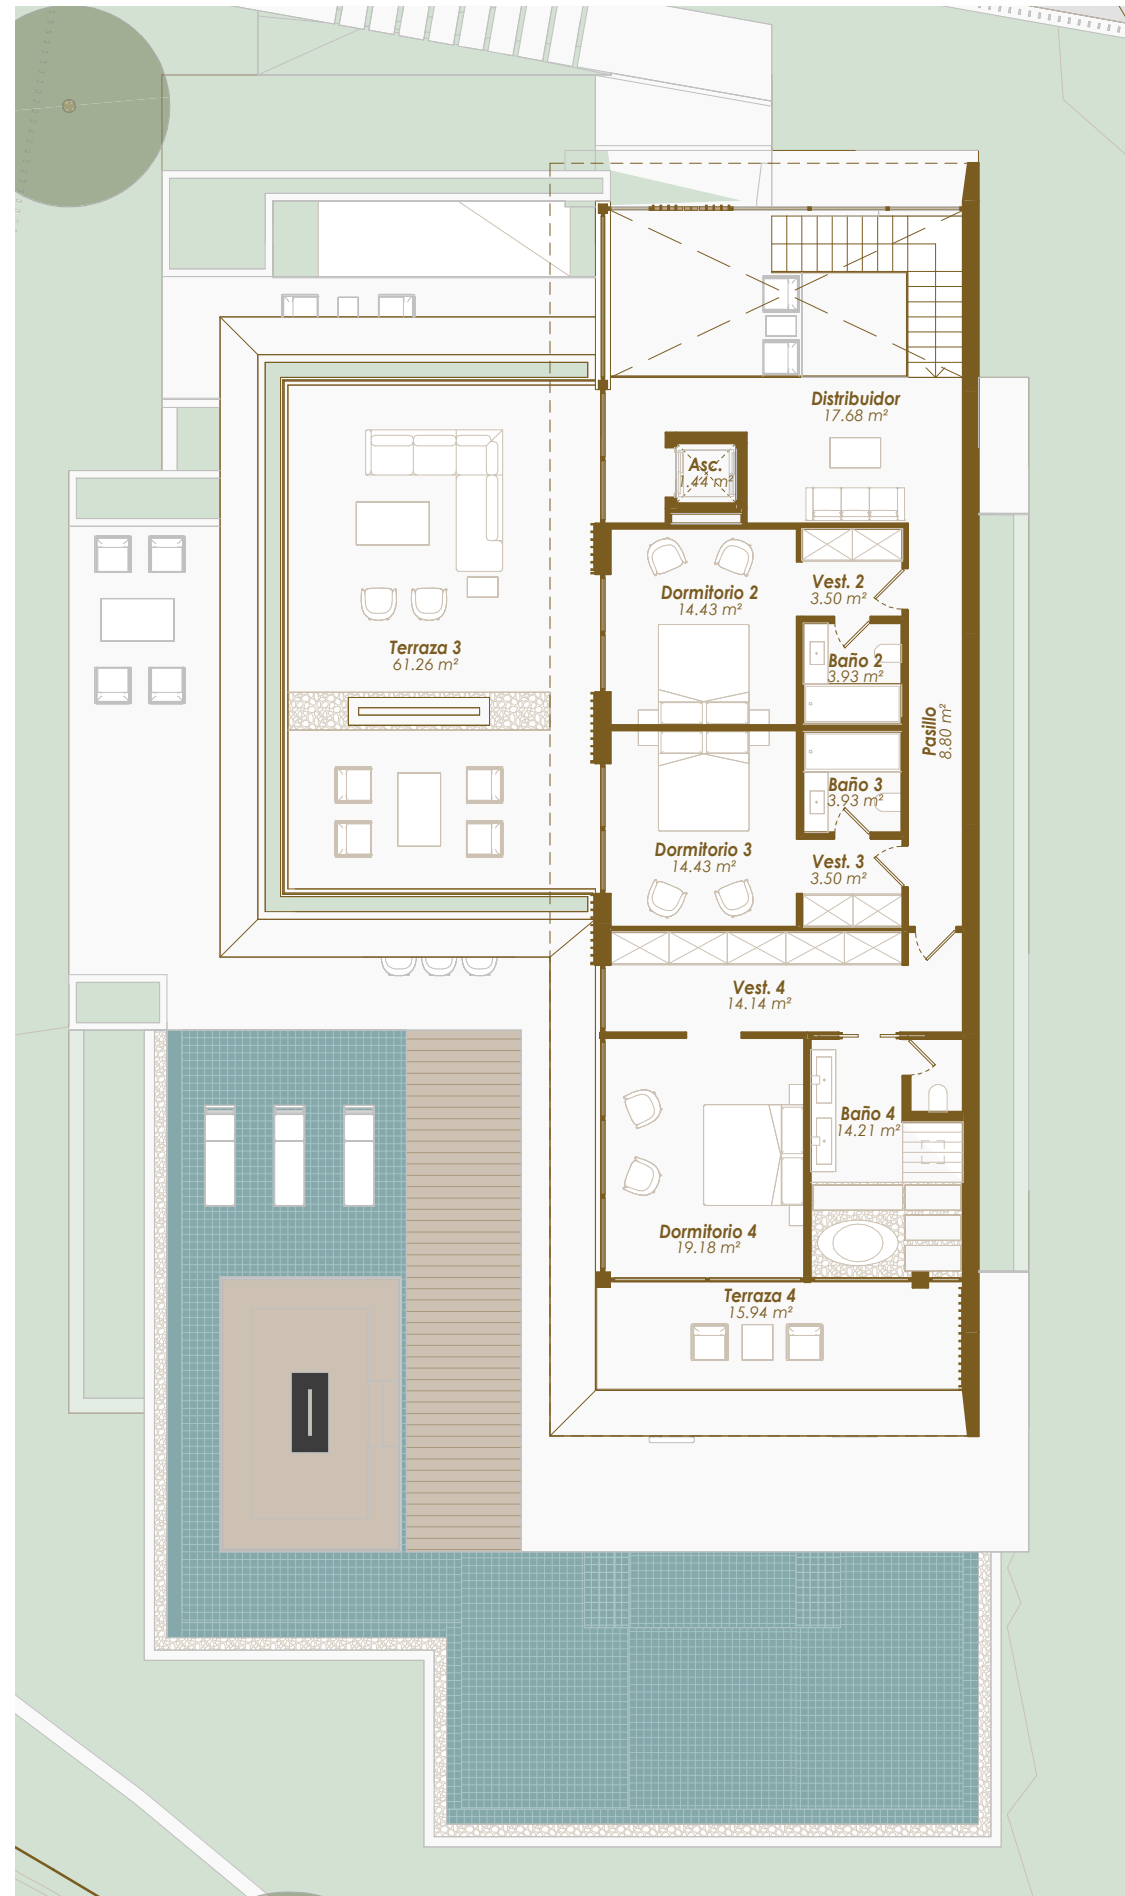 Distribuidor
17.68 m²
Asc.
1.44 m²
Dormitorio 2
14.43 m²
Vest. 2
3.50 m²
Baño 2
3.93 m²
Terraza 3
61.26 m²
Pasillo
8.80 m²
Baño 3
3.93 m²
Dormitorio 3
14.43 m²
Vest. 3
3.50 m²
Vest. 4
14.14 m²
Baño 4
14.21 m²
Dormitorio 4
19.18 m²
Terraza 4
15.94 m²